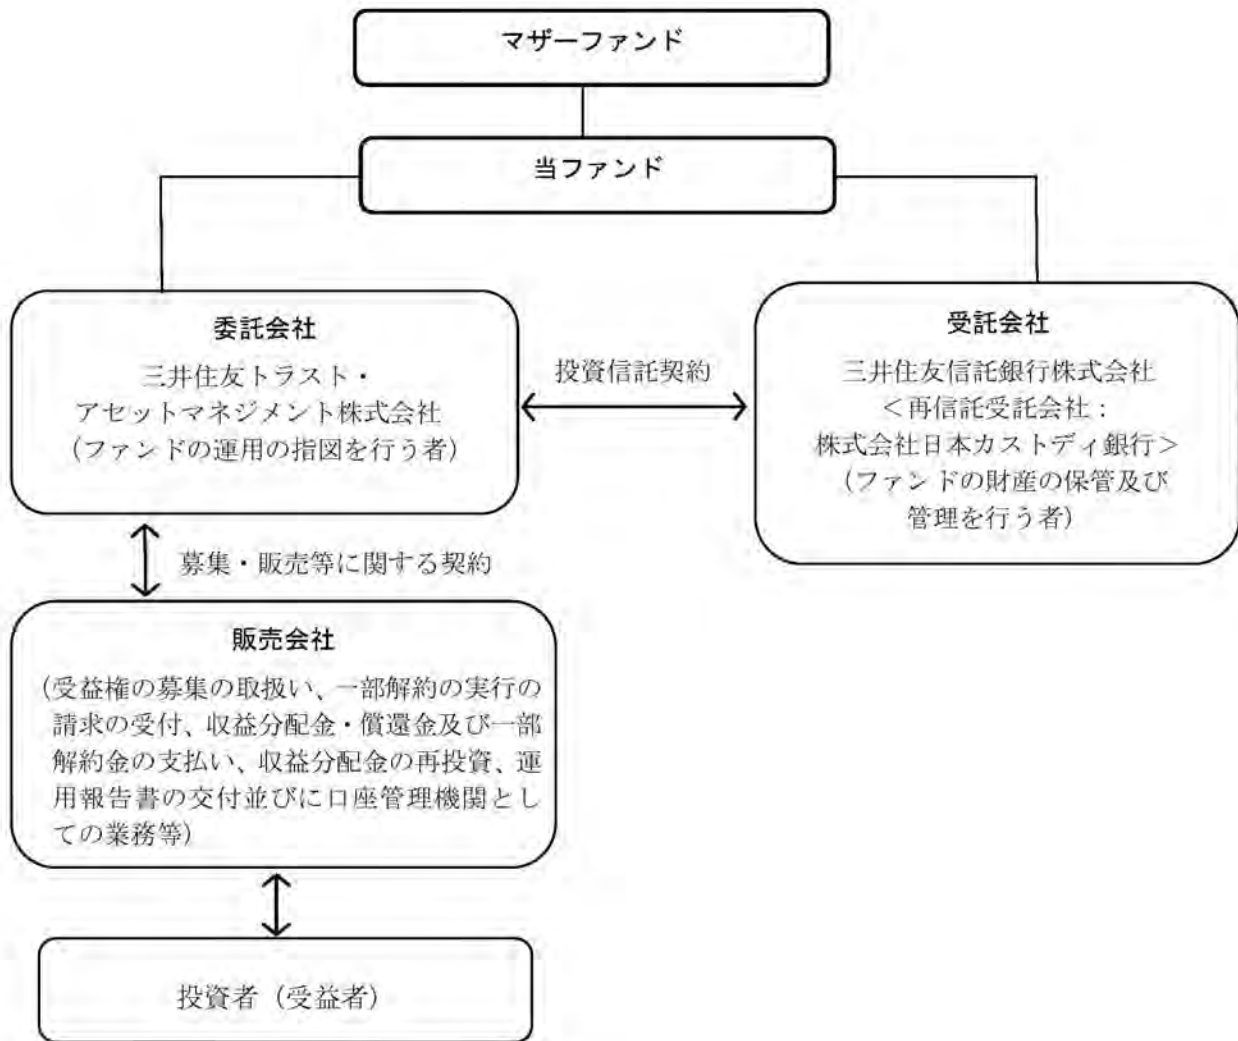 マザーファンド
当ファンド
委託会社
三井住友トラスト・
アセットマネジメント株式会社
(ファンドの運用の指図を行う者)
投資信託契約
受託会社
三井住友信託銀行株式会社
<再信託受託会社:
株式会社日本カストディ銀行>
(ファンドの財産の保管及び
管理を行う者)
募集・販売等に関する契約
販売会社
(受益権の募集の取扱い、一部解約の実行の
請求の受付、収益分配金・償還金及び一部
解約金の支払い、収益分配金の再投資、運
用報告書の交付並びに口座管理機関とし
ての業務等)
投資者(受益者)